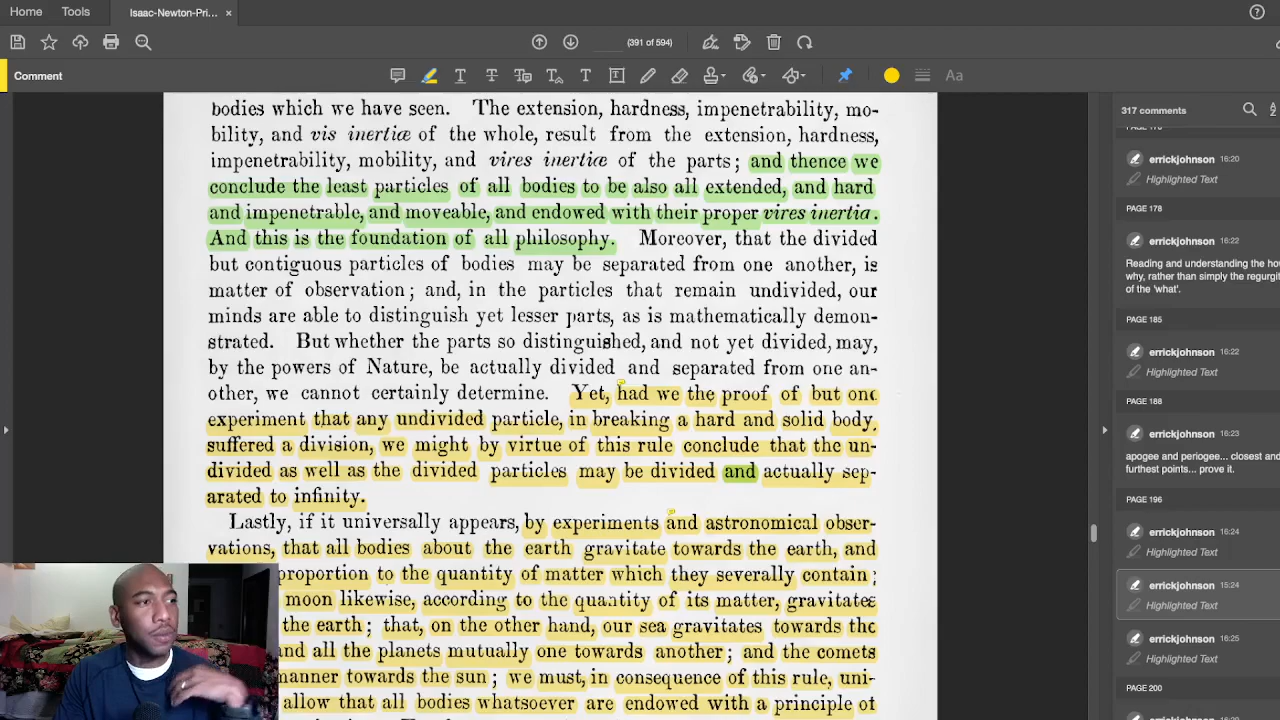 Home
Tools
Isaac-Newton-Pri... ×
(391 of 594)
Comment
Aa
317 comments
bodies which we have seen. The extension, hardness, impenetrability, mo-
bility, and vis inertiæ of the whole, result from the extension, hardness,
impenetrability, mobility, and vires inertiæ of the parts; and thence we
conclude the least particles of all bodies to be also all extended, and hard
and impenetrable, and moveable, and endowed with their proper vires inertia.
And this is the foundation of all philosophy. Moreover, that the divided
but contiguous particles of bodies may be separated from one another, is
matter of observation; and, in the particles that remain undivided, our
minds are able to distinguish yet lesser parts, as is mathematically demon-
strated. But whether the parts so distinguished, and not yet divided, may,
by the powers of Nature, be actually divided and separated from one an-
other, we cannot certainly determine. Yet, had we the proof of but one
experiment that any undivided particle, in breaking a hard and solid body,
suffered a division, we might by virtue of this rule conclude that the un-
divided as well as the divided particles may be divided and actually sep-
arated to infinity.
Lastly, if it universally appears, by experiments and astronomical obser-
vations, that all bodies about the earth gravitate towards the earth, and
proportion to the quantity of matter which they severally contain;
moon likewise, according to the quantity of its matter, gravitates
the earth; that, on the other hand, our sea gravitates towards the
and all the planets mutually one towards another; and the comets
manner towards the sun; we must, in consequence of this rule, uni-
allow that all bodies whatsoever are endowed with a principle of
errickjohnson 16:20
Highlighted Text
PAGE 178
errickjohnson 16:22
Reading and understanding the how
why, rather than simply the regurgit
of the 'what'.
PAGE 185
errickjohnson 16:22
Highlighted Text
PAGE 188
errickjohnson 16:23
apogee and periogee... closest and
furthest points... prove it.
PAGE 196
errickjohnson 16:24
Highlighted Text
errickjohnson 15:24
Highlighted Text
errickjohnson 16:25
Highlighted Text
PAGE 200